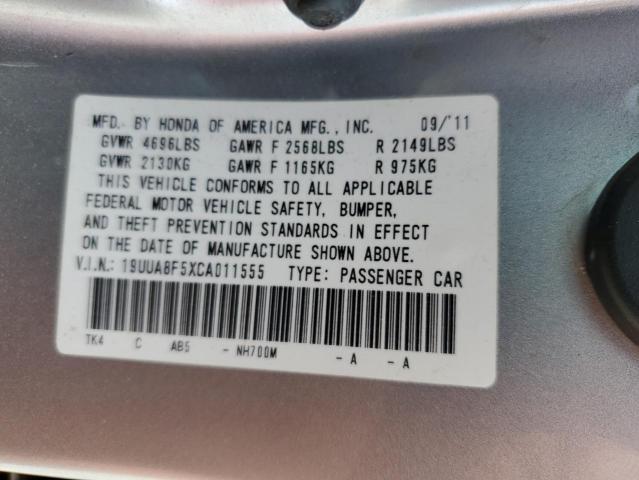 MFD. BY HONDA OF AMERICA MFG., INC. 09/'11
GVWR 4696LBS GAWR F 2568LBS R 2149LBS
GVWR 2130KG GAWR F 1165KG R 975KG
THIS VEHICLE CONFORMS TO ALL APPLICABLE
FEDERAL MOTOR VEHICLE SAFETY, BUMPER,
AND THEFT PREVENTION STANDARDS IN EFFECT
ON THE DATE OF MANUFACTURE SHOWN ABOVE.
V.I.N.: 19UUA8F5XCA011555 TYPE: PASSENGER CAR
TK4 C AB5 - NH700M - A - A